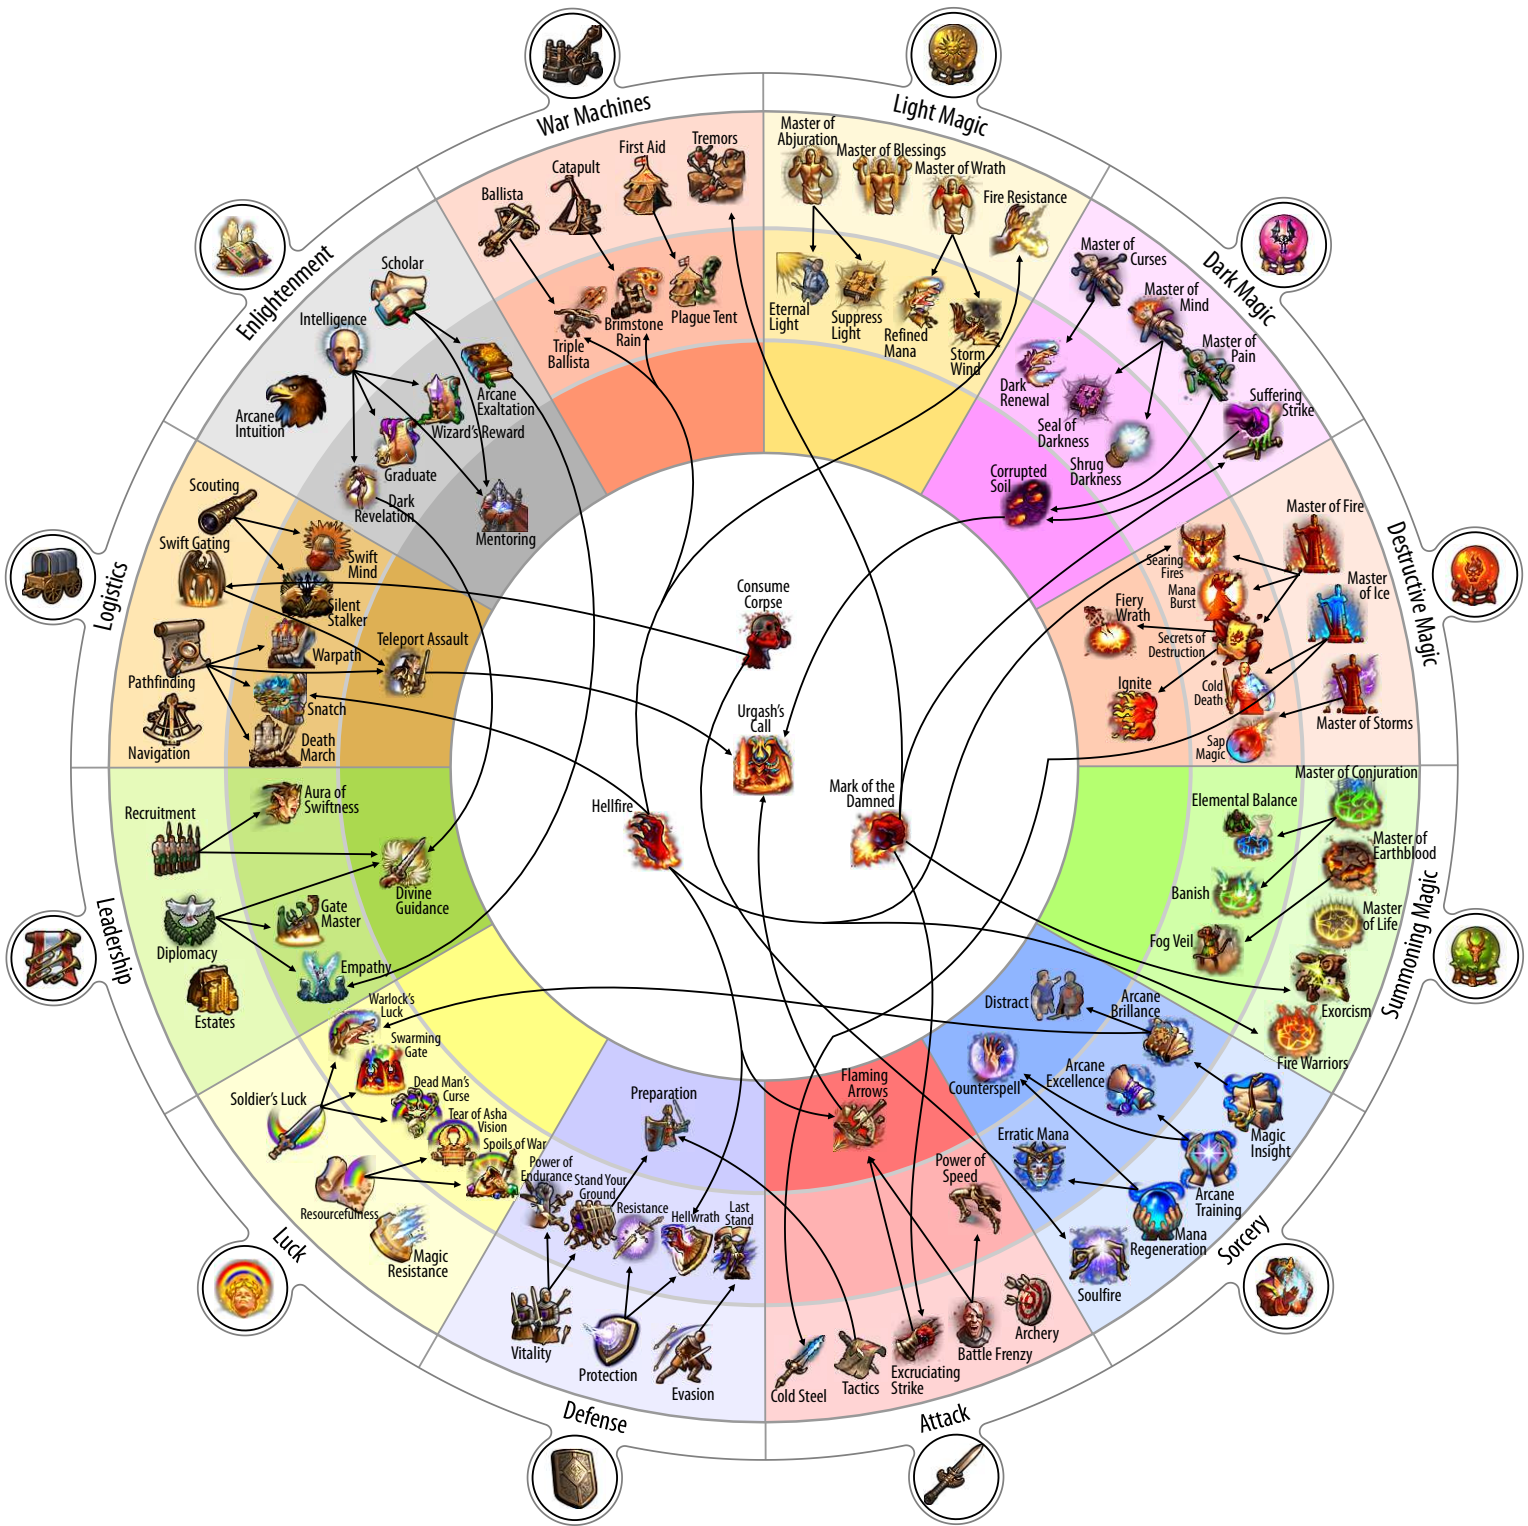 War Machines
Ballista
Catapult
First Aid
Tremors
Triple
Ballista
Brimstone
Rain
Plague Tent
Light Magic
Master of
Abjuration
Master of Blessings
Master of Wrath
Fire Resistance
Eternal
Light
Suppress
Light
Refined
Mana
Storm
Wind
Dark Magic
Master of
Curses
Master of
Mind
Master of
Pain
Suffering
Strike
Dark
Renewal
Seal of
Darkness
Shrug
Darkness
Corrupted
Soil
Destructive Magic
Master of Fire
Master
of Ice
Master of Storms
Searing
Fires
Mana
Burst
Secrets of
Destruction
Fiery
Wrath
Ignite
Cold
Death
Sap
Magic
Summoning Magic
Master of Conjuration
Elemental Balance
Master of
Earthblood
Banish
Master
of Life
Fog Veil
Exorcism
Fire Warriors
Sorcery
Distract
Arcane
Brillance
Counterspell
Arcane
Excellence
Magic
Insight
Erratic Mana
Arcane
Training
Mana
Regeneration
Soulfire
Attack
Flaming
Arrows
Power of
Speed
Cold Steel
Tactics
Excruciating
Strike
Battle Frenzy
Archery
Defense
Preparation
Power of
Endurance
Stand Your
Ground
Resistance
Hellwrath
Last
Stand
Vitality
Protection
Evasion
Luck
Warlock's
Luck
Swarming
Gate
Dead Man's
Curse
Tear of Asha
Vision
Spoils of War
Soldier's Luck
Resourcefulness
Magic
Resistance
Leadership
Recruitment
Aura of
Swiftness
Divine
Guidance
Diplomacy
Gate
Master
Empathy
Estates
Logistics
Scouting
Swift Gating
Swift
Mind
Silent
Stalker
Warpath
Teleport Assault
Pathfinding
Snatch
Navigation
Death
March
Enlightenment
Scholar
Intelligence
Arcane
Intuition
Arcane
Exaltation
Wizard's Reward
Graduate
Dark
Revelation
Mentoring
Consume
Corpse
Urgash's
Call
Hellfire
Mark of the
Damned